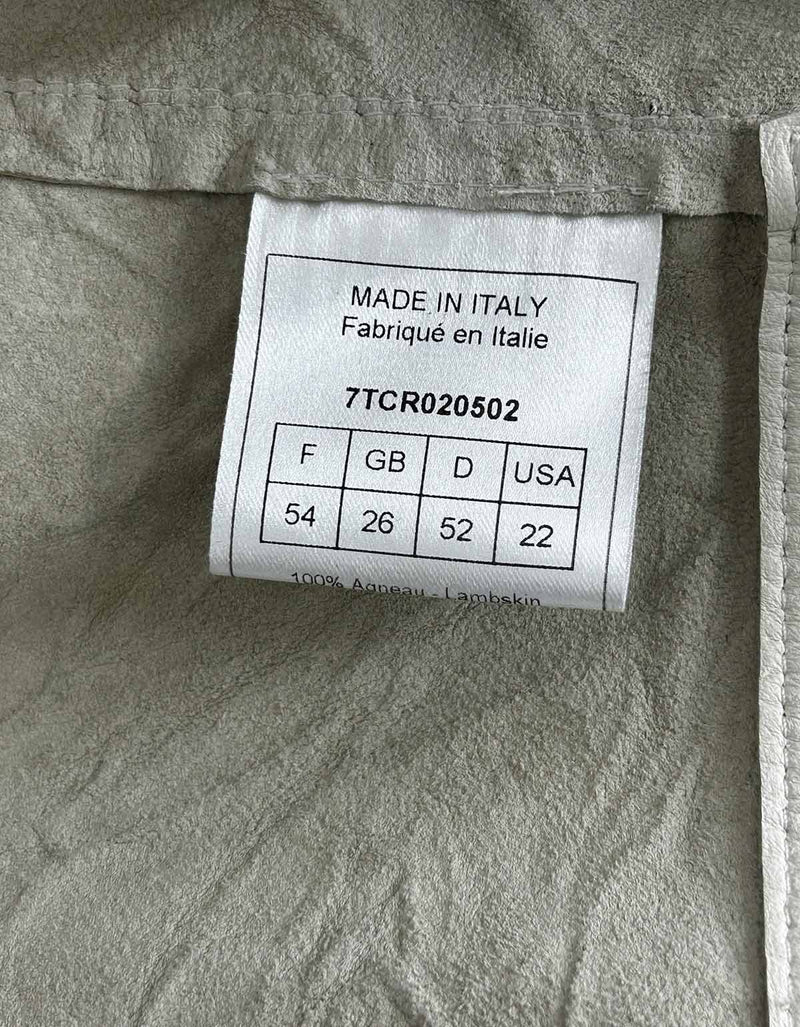 MADE IN ITALY
Fabriqué en Italie
7TCR020502
F GB D USA
54 26 52 22
100% Agneau - Lambskin